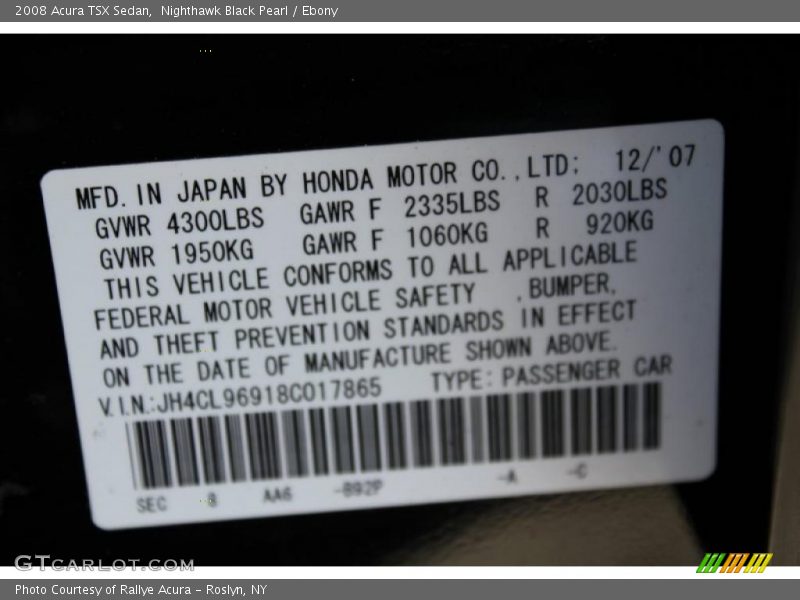 2008 Acura TSX Sedan,  Nighthawk Black Pearl / Ebony
MFD. IN JAPAN BY HONDA MOTOR CO., LTD; 12/'07
GVWR 4300LBS GAWR F 2335LBS R 2030LBS
GVWR 1950KG GAWR F 1060KG R 920KG
THIS VEHICLE CONFORMS TO ALL APPLICABLE
FEDERAL MOTOR VEHICLE SAFETY , BUMPER,
AND THEFT PREVENTION STANDARDS IN EFFECT
ON THE DATE OF MANUFACTURE SHOWN ABOVE.
V.I.N.:JH4CL96918C017865 TYPE: PASSENGER CAR
SEC 8 AA6 -B92P -A -C
GTCARLOT.COM
Photo Courtesy of Rallye Acura - Roslyn, NY